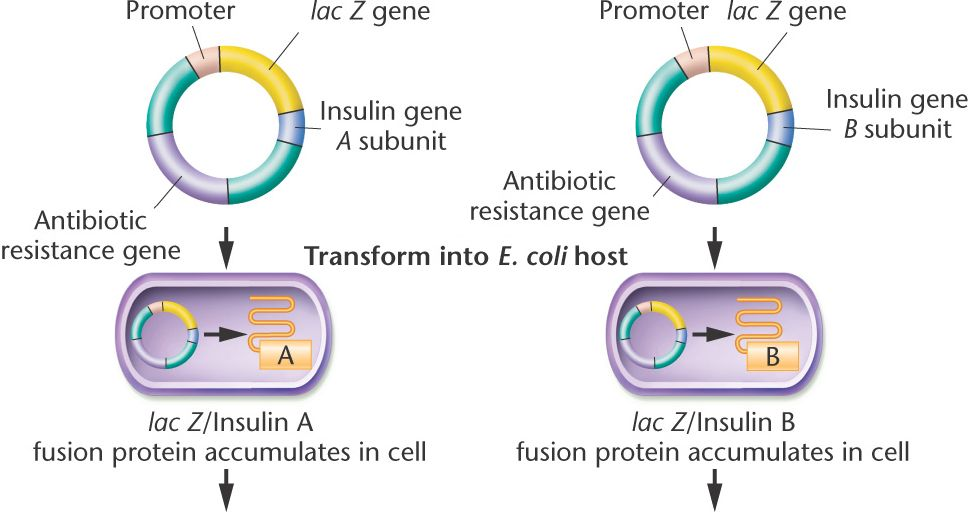 Promoter
lac Z gene
Insulin gene
A subunit
Antibiotic
resistance gene
Promoter
lac Z gene
Insulin gene
B subunit
Antibiotic
resistance gene
Transform into E. coli host
A
B
lac Z/Insulin A
fusion protein accumulates in cell
lac Z/Insulin B
fusion protein accumulates in cell